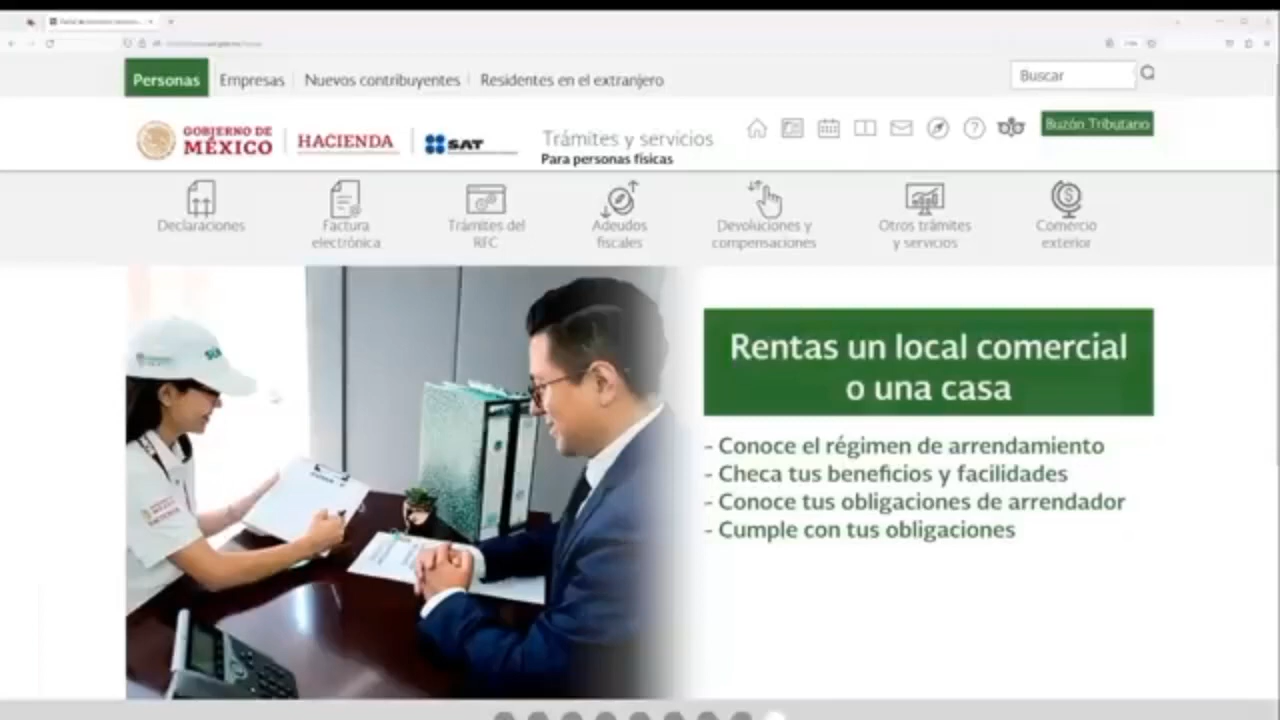 Personas
Empresas
Nuevos contribuyentes
Residentes en el extranjero
Buscar
GOBIERNO DE
MÉXICO
HACIENDA
SAT
Trámites y servicios
Para personas físicas
Buzón Tributario
Declaraciones
Factura
electrónica
Trámites del
RFC
Adeudos
fiscales
Devoluciones y
compensaciones
Otros trámites
y servicios
Comercio
exterior
Rentas un local comercial
o una casa
- Conoce el régimen de arrendamiento
- Checa tus beneficios y facilidades
- Conoce tus obligaciones de arrendador
- Cumple con tus obligaciones